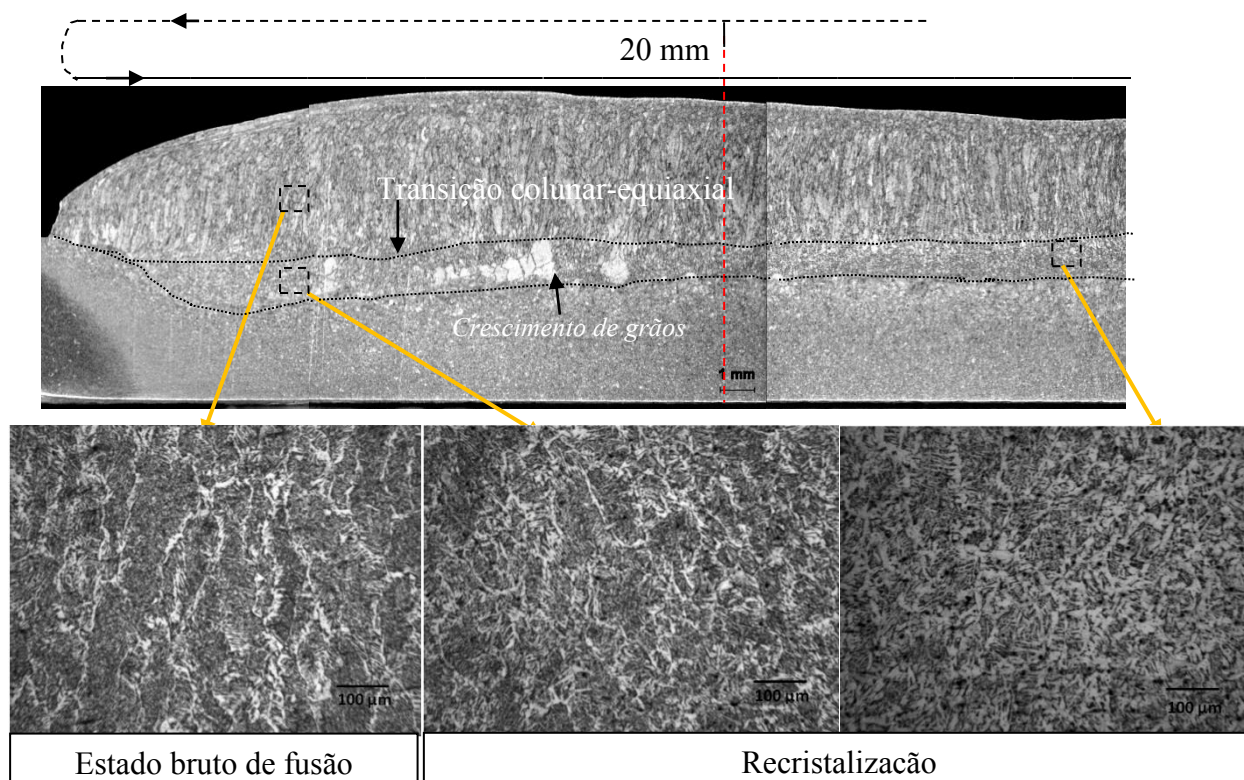 20 mm
Transição colunar-equiaxial
Crescimento de grãos
1 mm
100 µm
100 µm
100 µm
Estado bruto de fusão
Recristalização